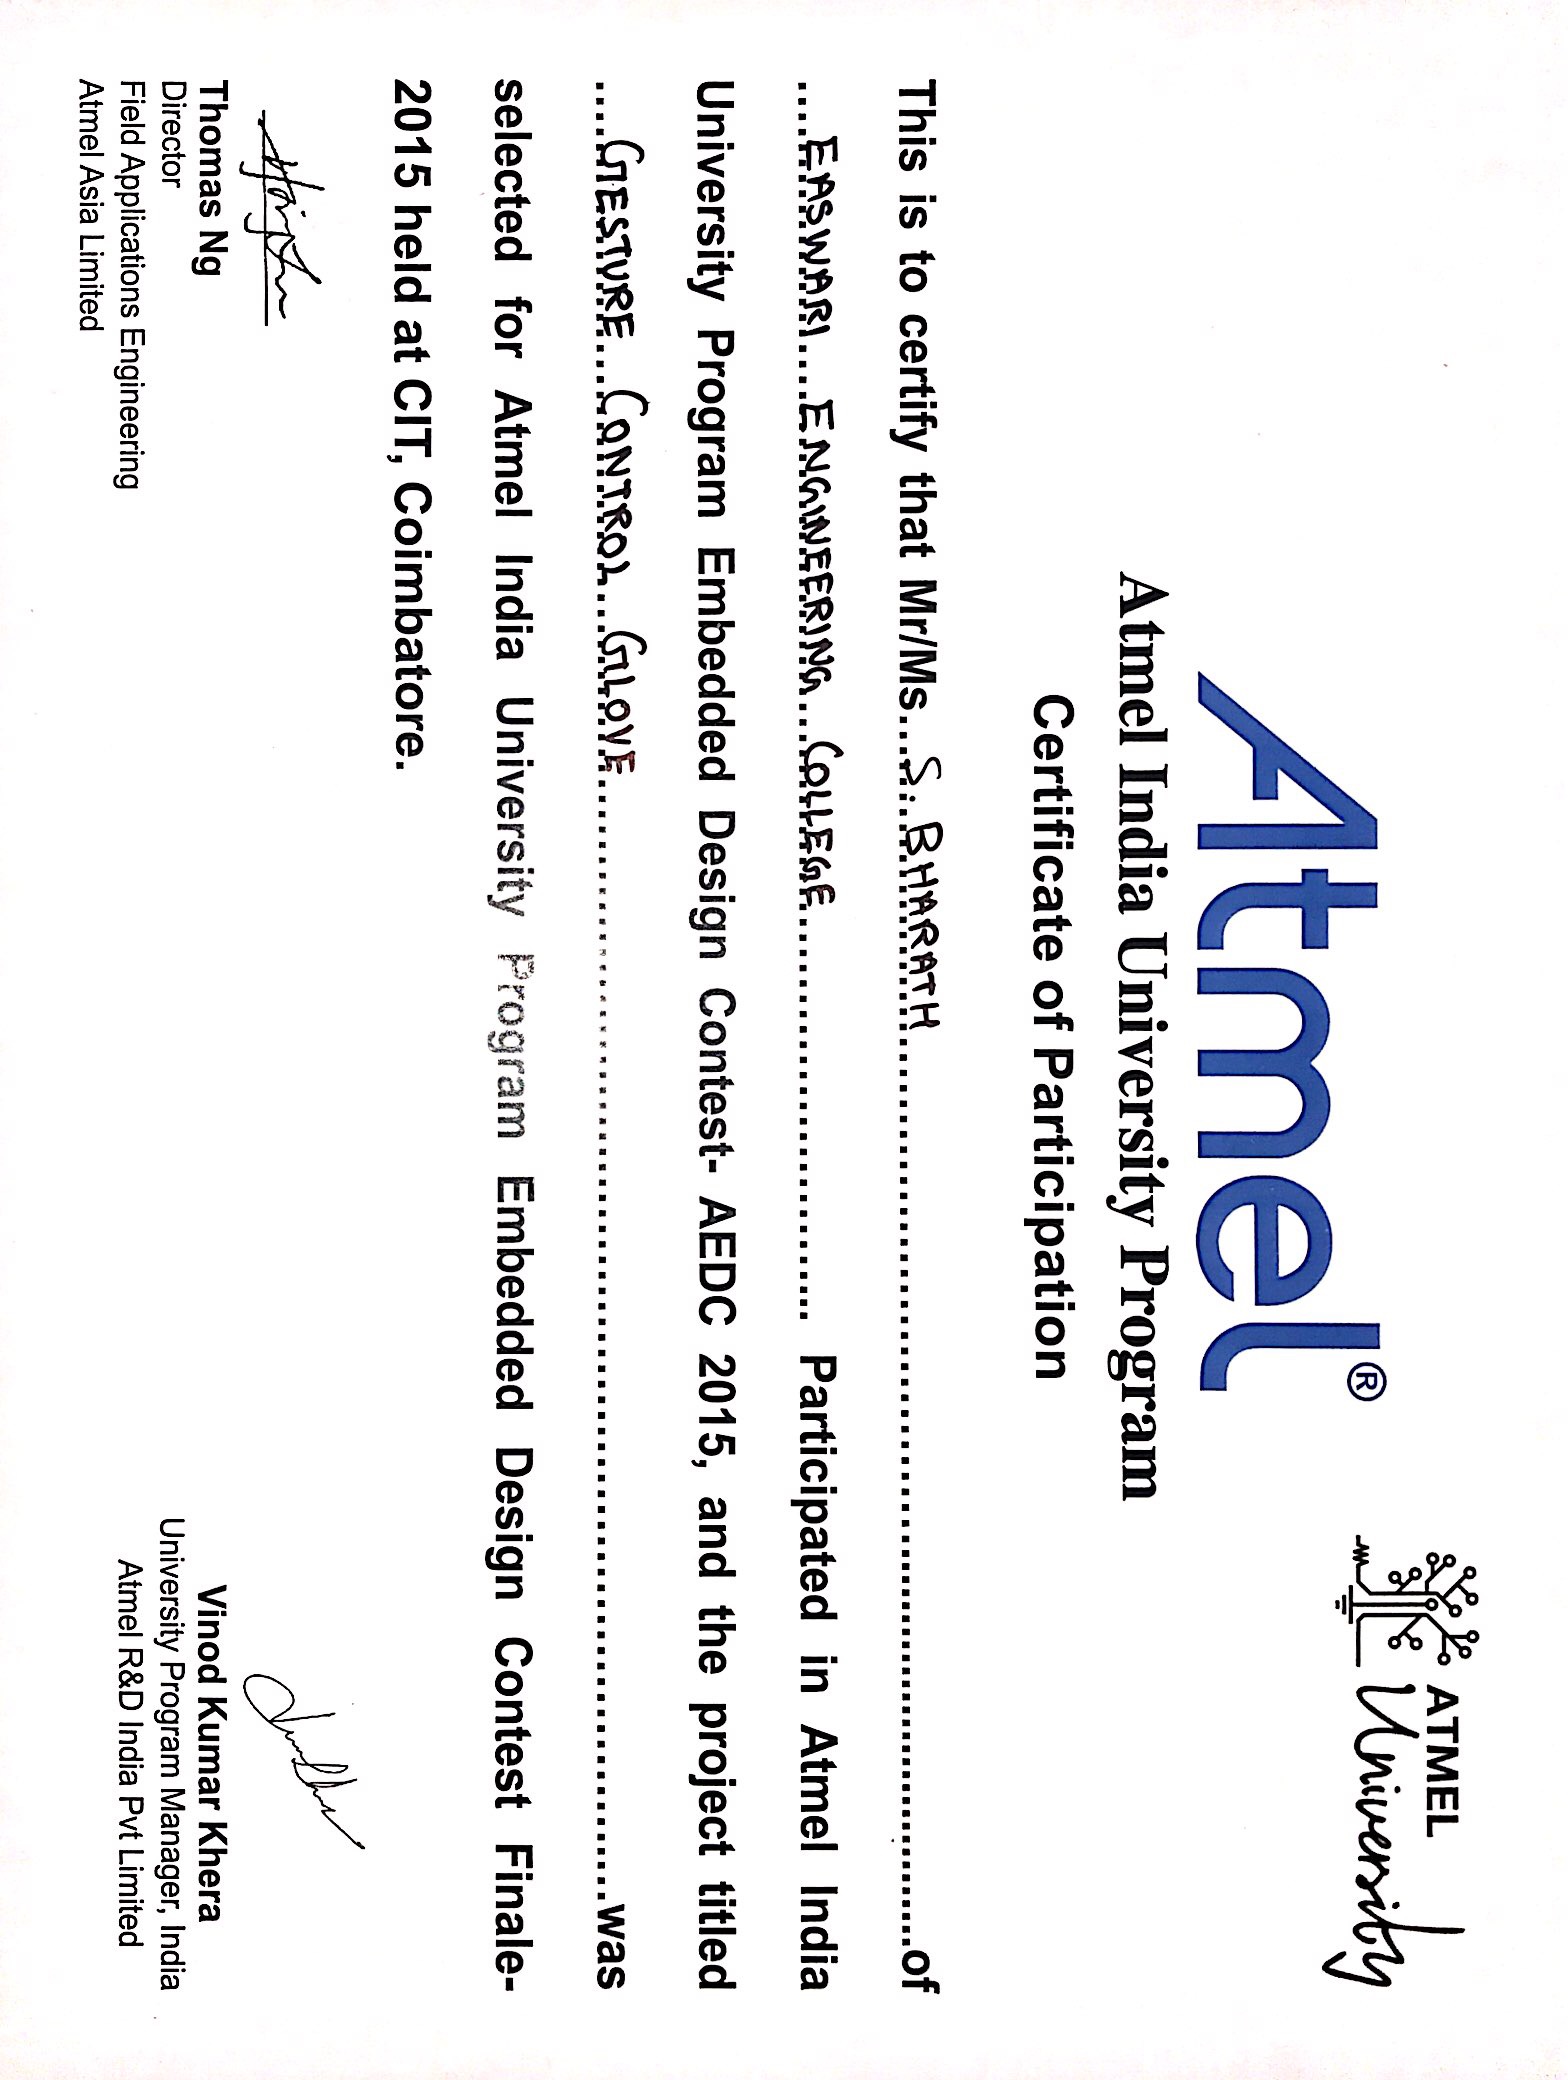 ATMEL
University
Atmel®
Atmel India University Program
Certificate of Participation
This is to certify that Mr/Ms...S. BHARATH...of
....EASWARI....ENGINEERING...COLLEGE... Participated in Atmel India
University Program Embedded Design Contest- AEDC 2015, and the project titled
....GESTURE...CONTROL...GLOVE...was
selected for Atmel India University Program Embedded Design Contest Finale-
2015 held at CIT, Coimbatore.
Thomas Ng
Director
Field Applications Engineering
Atmel Asia Limited
Vinod Kumar Khera
University Program Manager, India
Atmel R&D India Pvt Limited